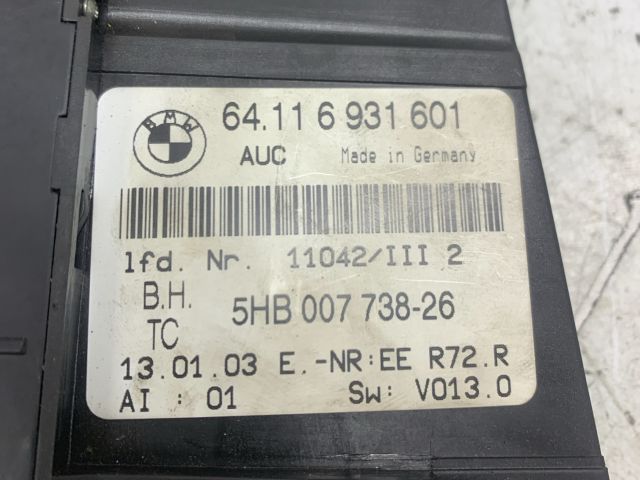 BMW
64.11 6 931 601
AUC Made in Germany
lfd. Nr. 11042/III 2
B.H. 5HB 007 738-26
TC
13.01.03 E.-NR:EE R72.R
AI : 01 Sw: V013.0